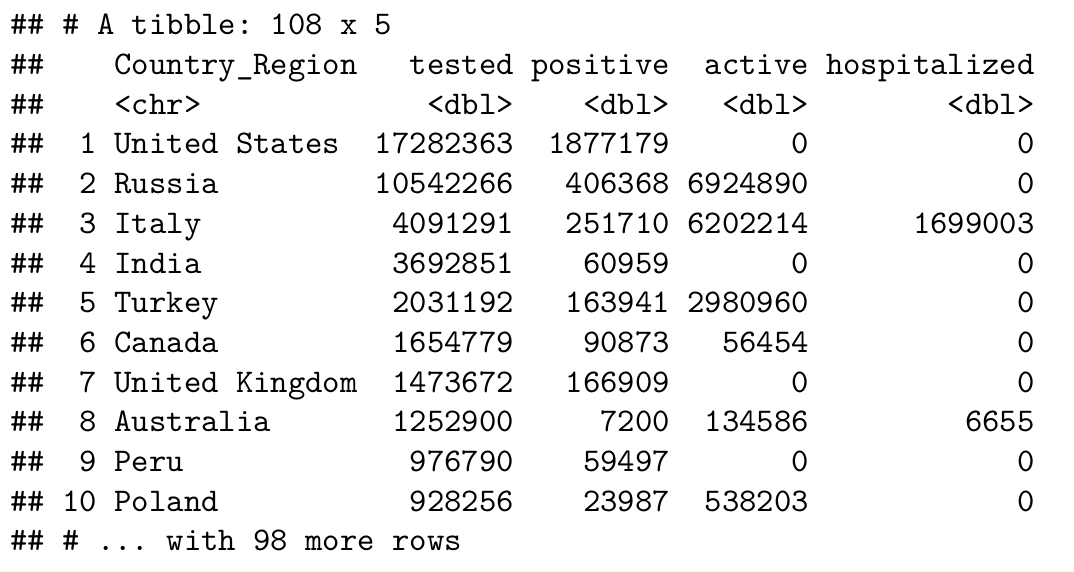 ## # A tibble: 108 x 5
##    Country_Region   tested positive  active hospitalized
##    <chr>             <dbl>    <dbl>   <dbl>        <dbl>
##  1 United States  17282363  1877179       0            0
##  2 Russia         10542266   406368 6924890            0
##  3 Italy           4091291   251710 6202214      1699003
##  4 India           3692851    60959       0            0
##  5 Turkey          2031192   163941 2980960            0
##  6 Canada          1654779    90873   56454            0
##  7 United Kingdom  1473672   166909       0            0
##  8 Australia       1252900     7200  134586         6655
##  9 Peru             976790    59497       0            0
## 10 Poland           928256    23987  538203            0
## # ... with 98 more rows